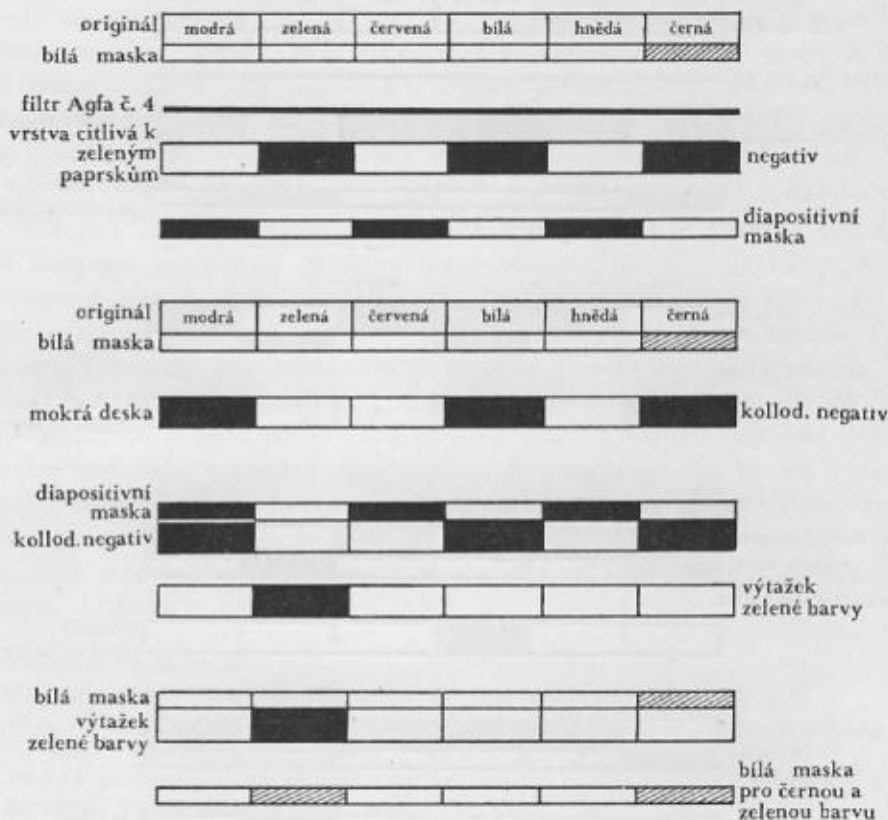 originál modrá zelená červená bílá hnědá černá
bílá maska
filtr Agfa č. 4
vrstva citlivá k
zeleným
paprskům
negativ
diapositivní
maska
originál modrá zelená červená bílá hnědá černá
bílá maska
mokrá deska kollod. negativ
diapositivní
maska
kollod. negativ
výtažek
zelené barvy
bílá maska
výtažek
zelené barvy
bílá maska
pro černou a
zelenou barvu